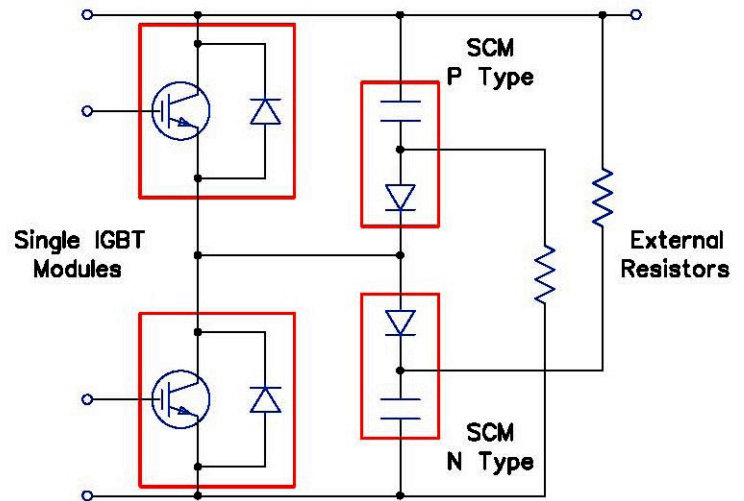 SCM
P Type
Single IGBT
Modules
External
Resistors
SCM
N Type